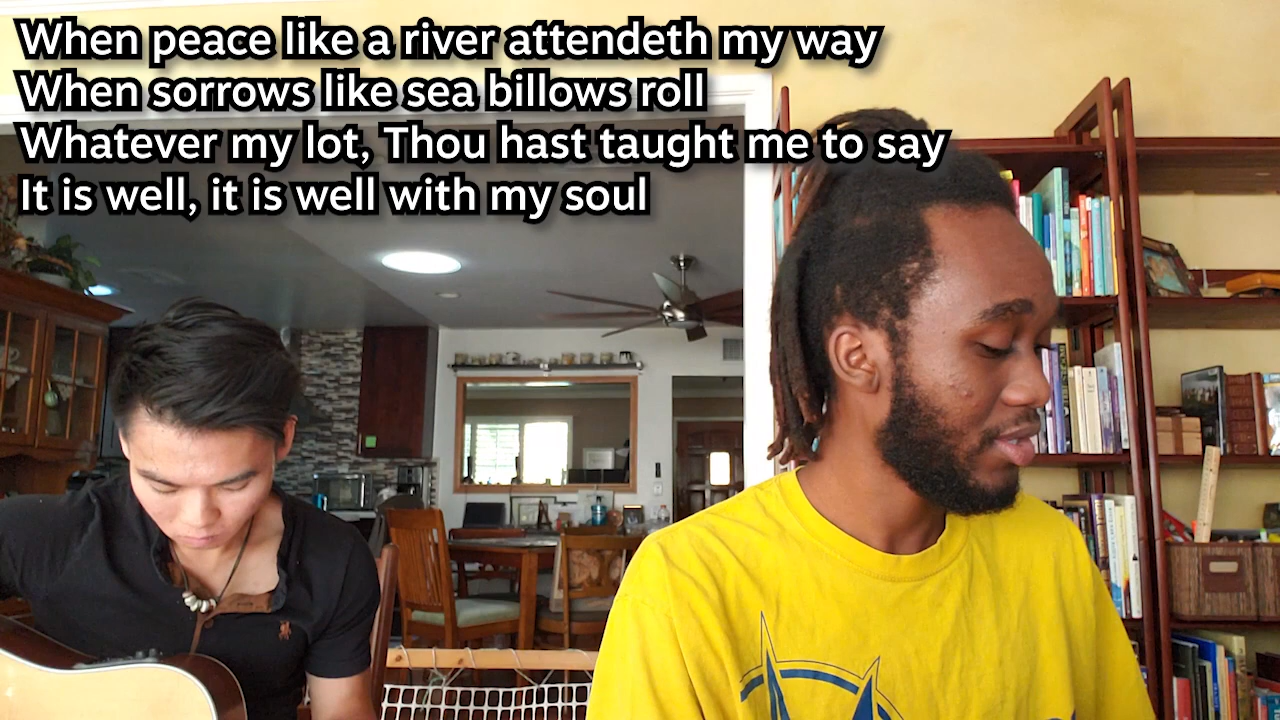 When peace like a river attendeth my way
When sorrows like sea billows roll
Whatever my lot, Thou hast taught me to say
It is well, it is well with my soul